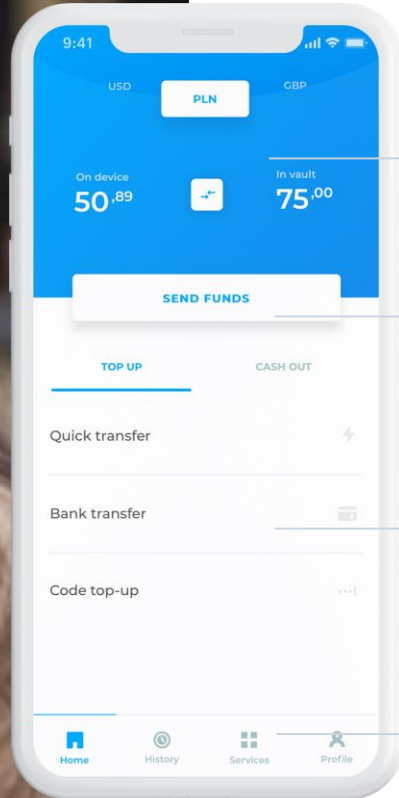 9:41
USD PLN GBP
On device In vault
50,89 75,00
SEND FUNDS
TOP UP CASH OUT
Quick transfer
Bank transfer
Code top-up
Home History Services Profile